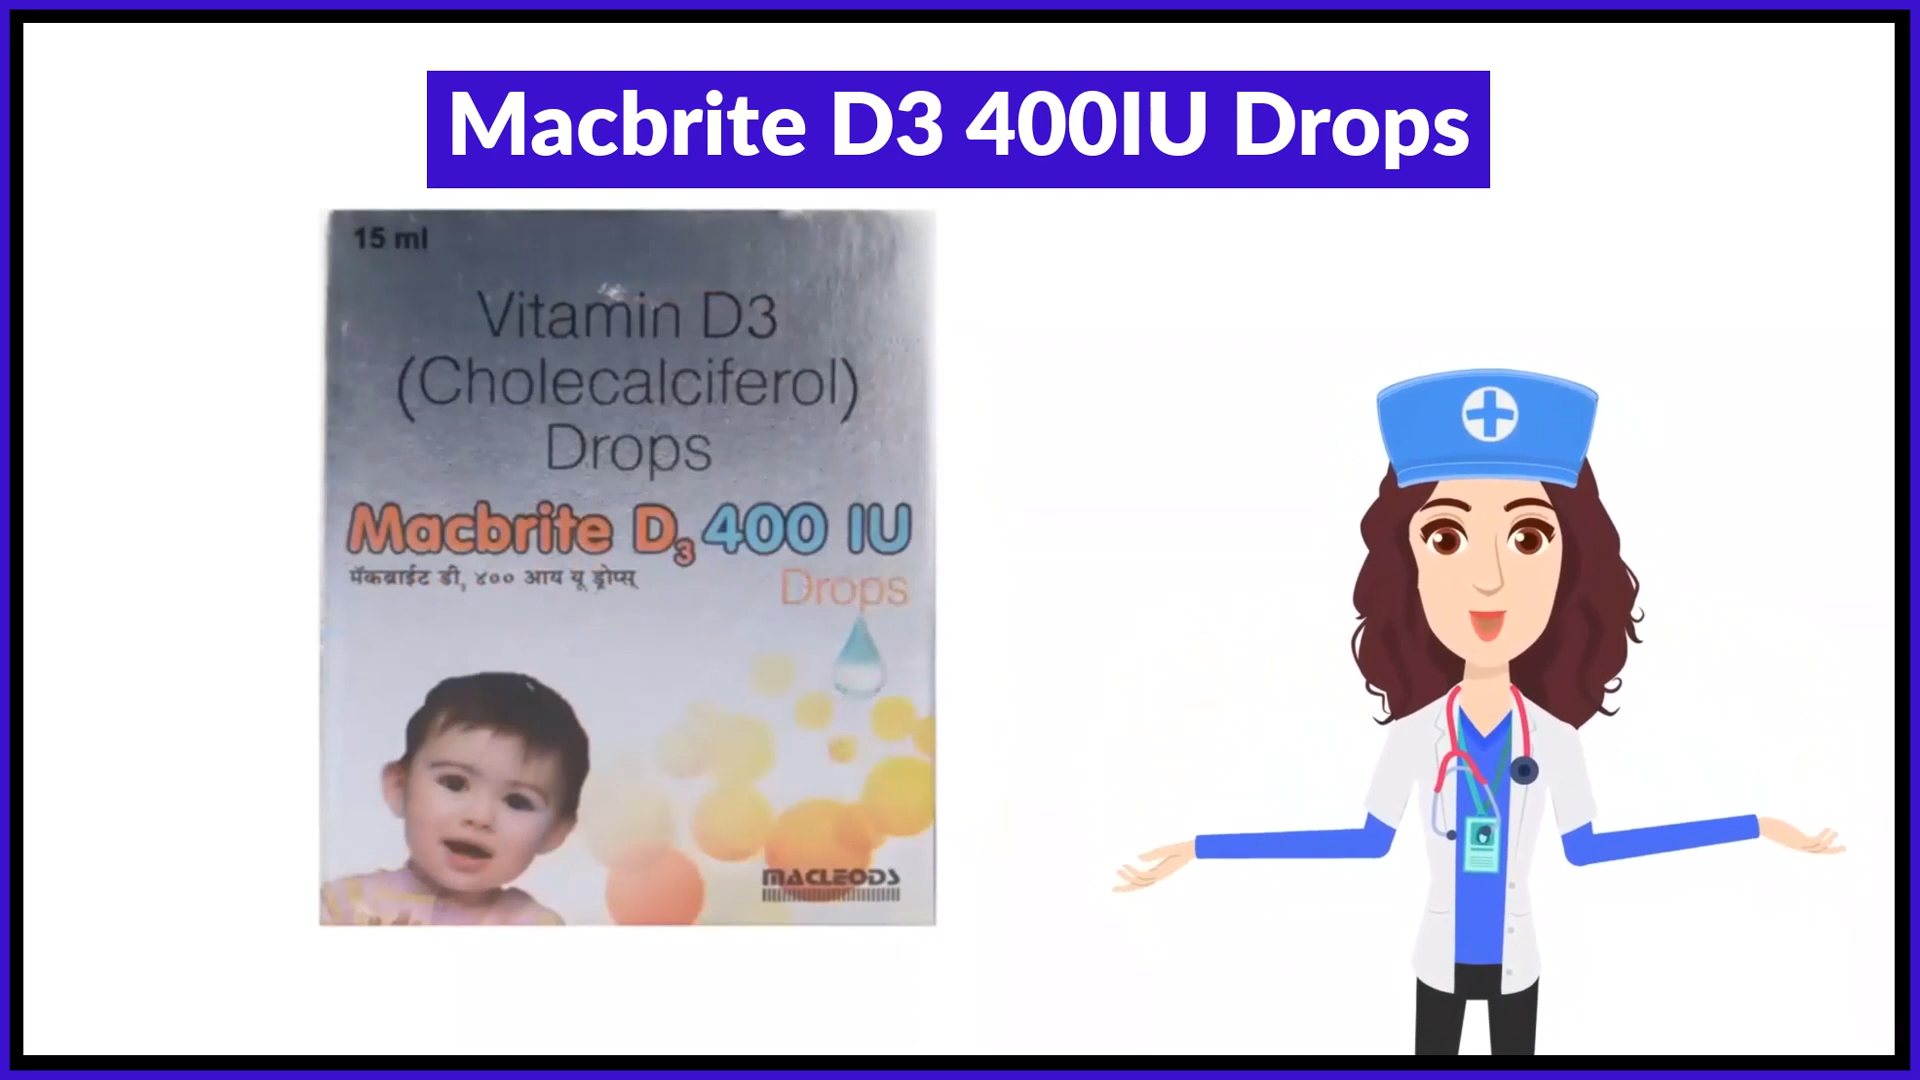 Macbrite D3 400IU Drops
15 ml
Vitamin D3
(Cholecalciferol)
Drops
Macbrite D3 400 IU
मॅकब्राईट डी, ४०० आय यू ड्रोप्स्
Drops
MACLEODS